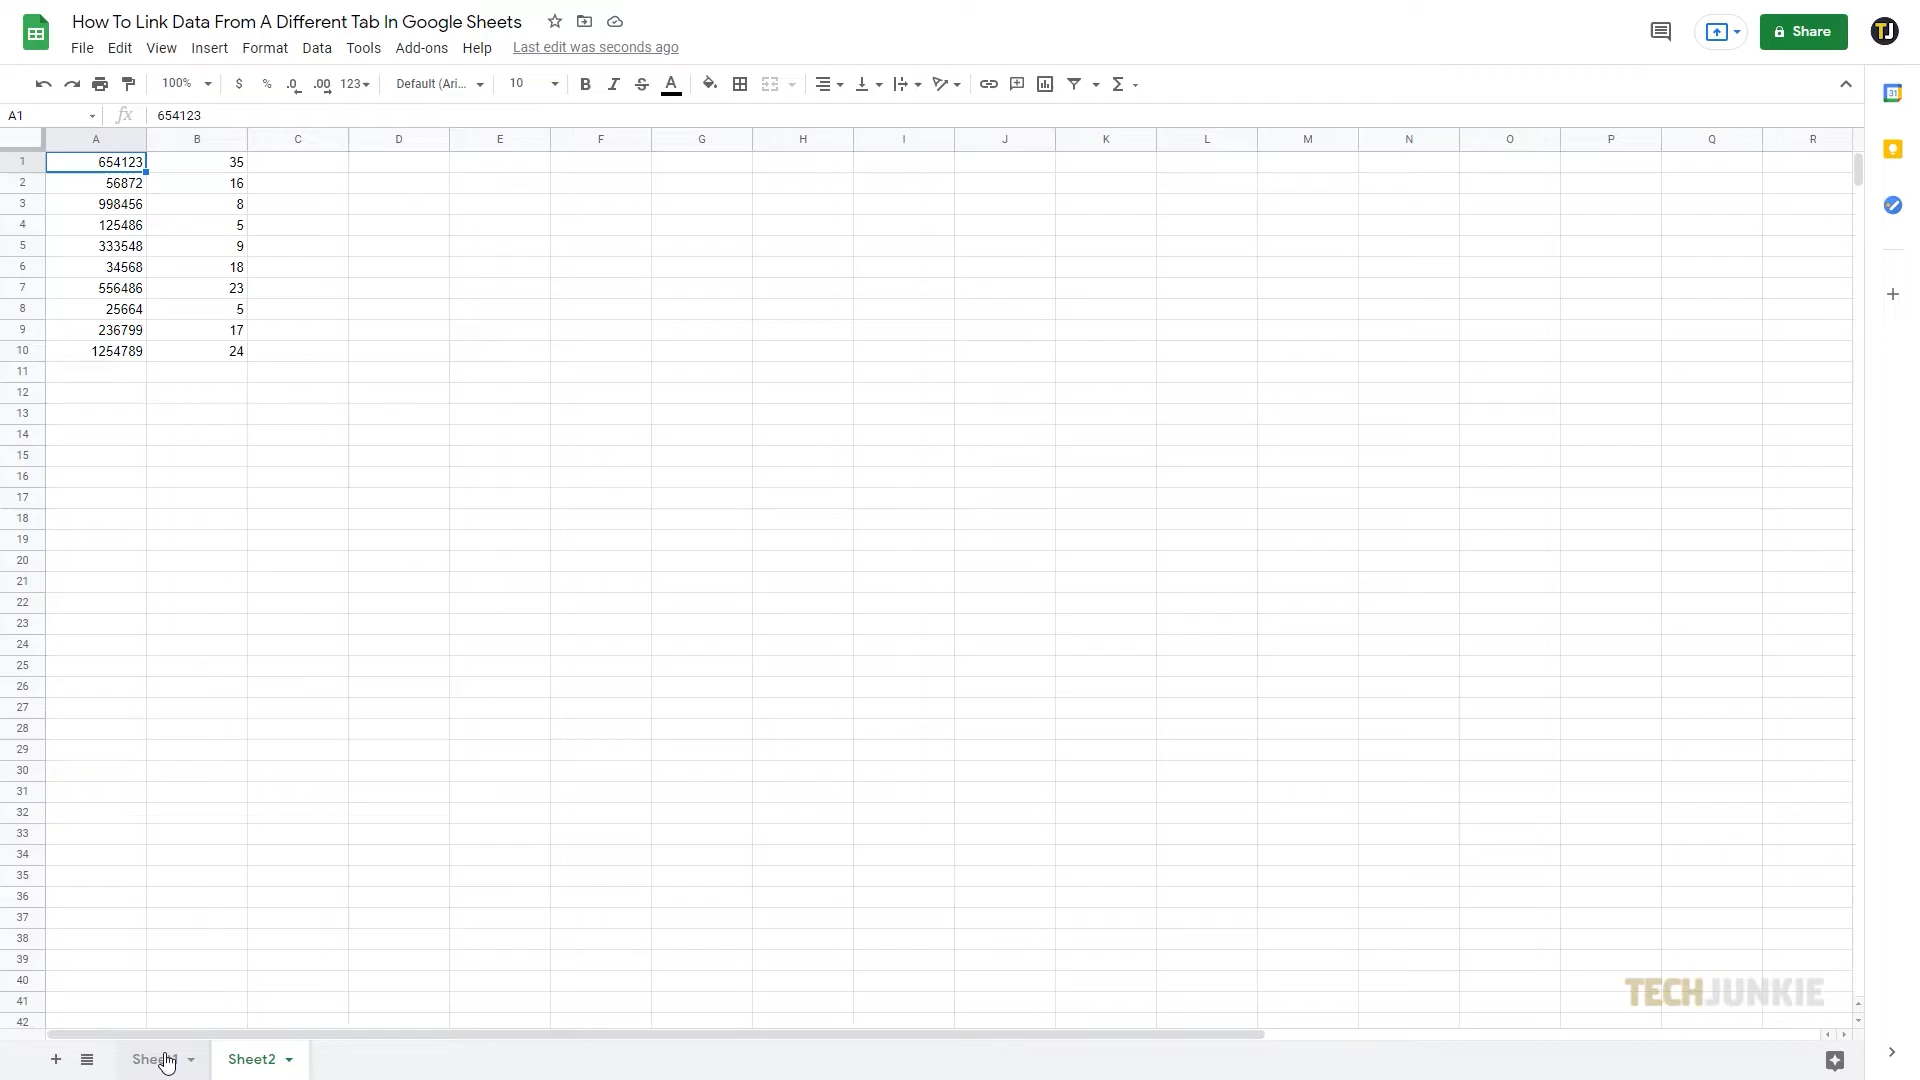 How To Link Data From A Different Tab In Google Sheets
File Edit View Insert Format Data Tools Add-ons Help Last edit was seconds ago
Share
TJ
100% $ % .0 .00 123 Default (Ari... 10 B I S A Σ
31
A1 fx 654123
A B C D E F G H I J K L M N O P Q R
1 654123 35
2 56872 16
3 998456 8
4 125486 5
5 333548 9
6 34568 18
7 556486 23
8 25664 5
9 236799 17
10 1254789 24
11
12
13
14
15
16
17
18
19
20
21
22
23
24
25
26
27
28
29
30
31
32
33
34
35
36
37
38
39
40
41
42
TECHJUNKIE
Sheet1 Sheet2